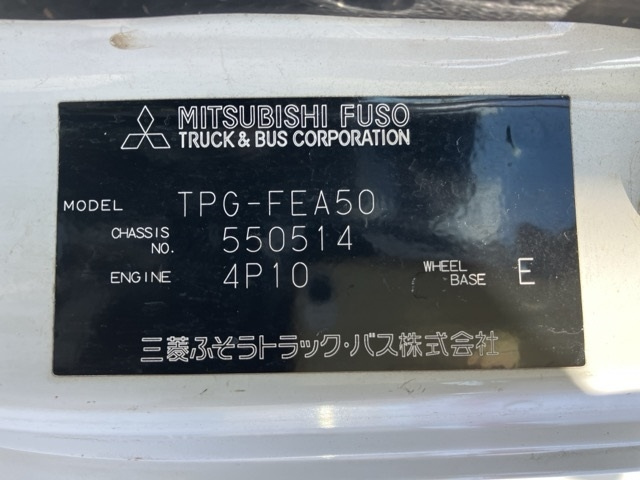 MITSUBISHI FUSO
TRUCK & BUS CORPORATION
MODEL TPG-FEA50
CHASSIS NO. 550514
ENGINE 4P10 WHEEL BASE E
三菱ふそうトラック・バス株式会社